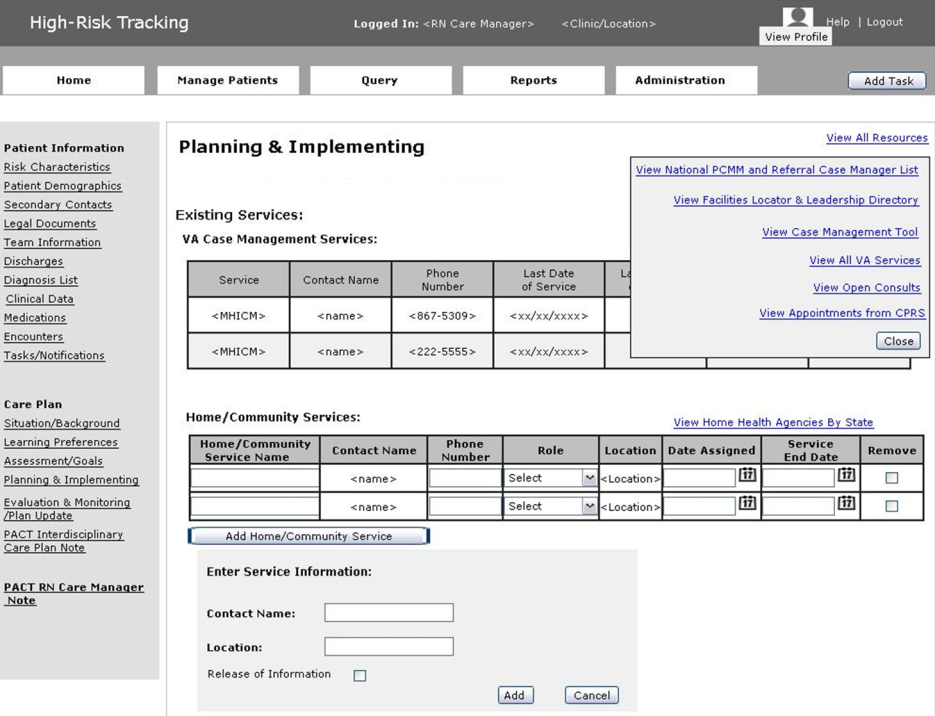 High-Risk Tracking
Logged In: <RN Care Manager> <Clinic/Location>
Help | Logout
View Profile
Home Manage Patients Query Reports Administration Add Task
Patient Information
Risk Characteristics
Patient Demographics
Secondary Contacts
Legal Documents
Team Information
Discharges
Diagnosis List
Clinical Data
Medications
Encounters
Tasks/Notifications
Care Plan
Situation/Background
Learning Preferences
Assessment/Goals
Planning & Implementing
Evaluation & Monitoring
/Plan Update
PACT Interdisciplinary
Care Plan Note
PACT RN Care Manager
Note
Planning & Implementing
View All Resources
View National PCMM and Referral Case Manager List
View Facilities Locator & Leadership Directory
View Case Management Tool
View All VA Services
View Open Consults
View Appointments from CPRS
Close
Existing Services:
VA Case Management Services:
Service Contact Name Phone Number Last Date of Service
<MHICM> <name> <867-5309> <xx/xx/xxxx>
<MHICM> <name> <222-5555> <xx/xx/xxxx>
Home/Community Services:
View Home Health Agencies By State
Home/Community Service Name Contact Name Phone Number Role Location Date Assigned Service End Date Remove
<name> Select <Location> 17 17
<name> Select <Location> 17 17
Add Home/Community Service
Enter Service Information:
Contact Name:
Location:
Release of Information
Add Cancel